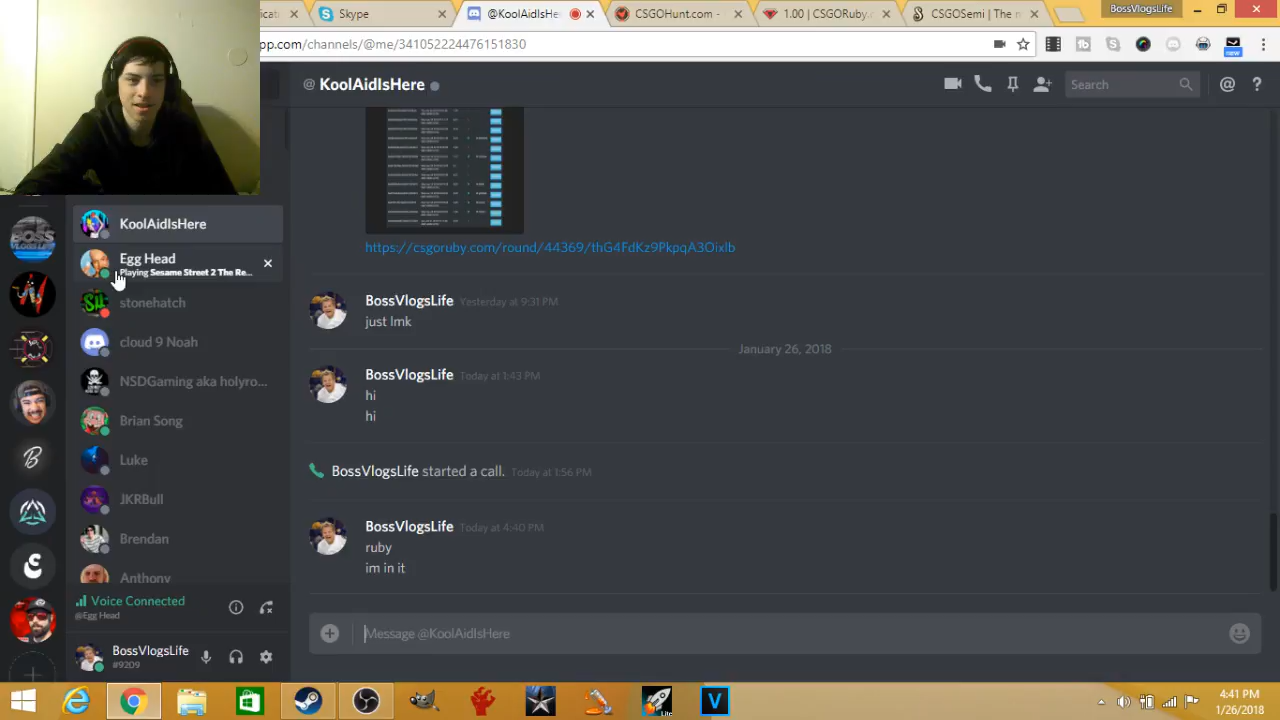 Skype
@KoolAidIsHe
CSGOHunt.com -
1.00 | CSGORuby.c
CSGOSemi | The n
BossVlogsLife
pp.com/channels/@me/341052224476151830
new
@ KoolAidIsHere
Search
KoolAidIsHere
Egg Head
Playing Sesame Street 2 The Re...
stonehatch
cloud 9 Noah
NSDGaming aka holyro...
Brian Song
Luke
JKRBull
Brendan
Anthony
Voice Connected
@Egg Head
BossVlogsLife
#9209
https://csgoruby.com/round/44369/thG4FdKz9PkpqA3Oixlb
BossVlogsLife Yesterday at 9:31 PM
just lmk
January 26, 2018
BossVlogsLife Today at 1:43 PM
hi
hi
BossVlogsLife started a call. Today at 1:56 PM
BossVlogsLife Today at 4:40 PM
ruby
im in it
Message @KoolAidIsHere
4:41 PM
1/26/2018